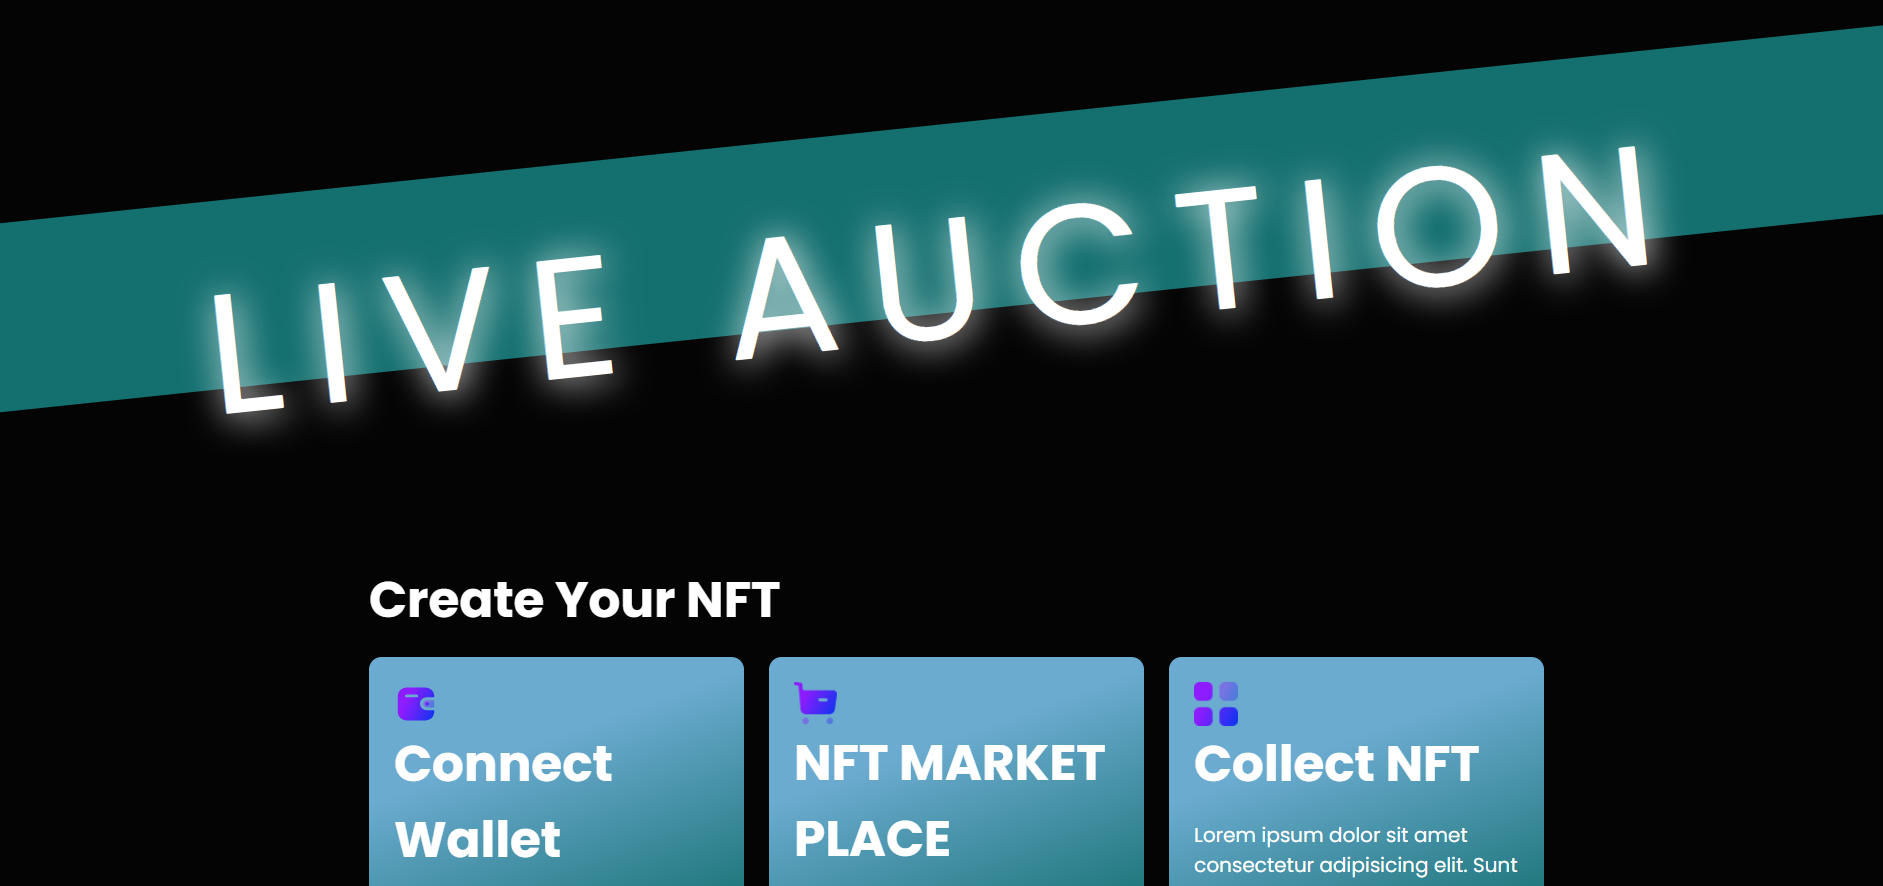 LIVE AUCTION
Create Your NFT
Connect
Wallet
NFT MARKET
PLACE
Collect NFT
Lorem ipsum dolor sit amet
consectetur adipisicing elit. Sunt